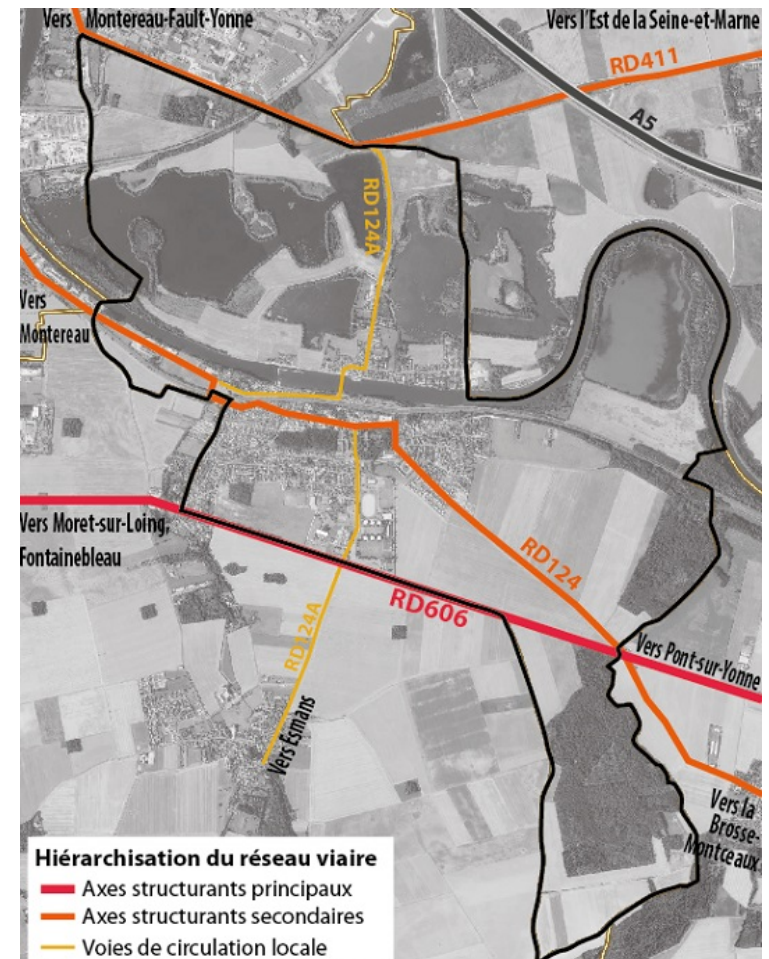 Vers Montereau-Fault-Yonne
Vers l'Est de la Seine-et-Marne
RD411
A5
RD124A
Vers
Montereau
Vers Moret-sur-Loing,
Fontainebleau
RD124
RD606
RD124A
Vers Pont-sur-Yonne
Vers Esmans
Vers la
Brosse-
Montceaux
Hiérarchisation du réseau viaire
Axes structurants principaux
Axes structurants secondaires
Voies de circulation locale